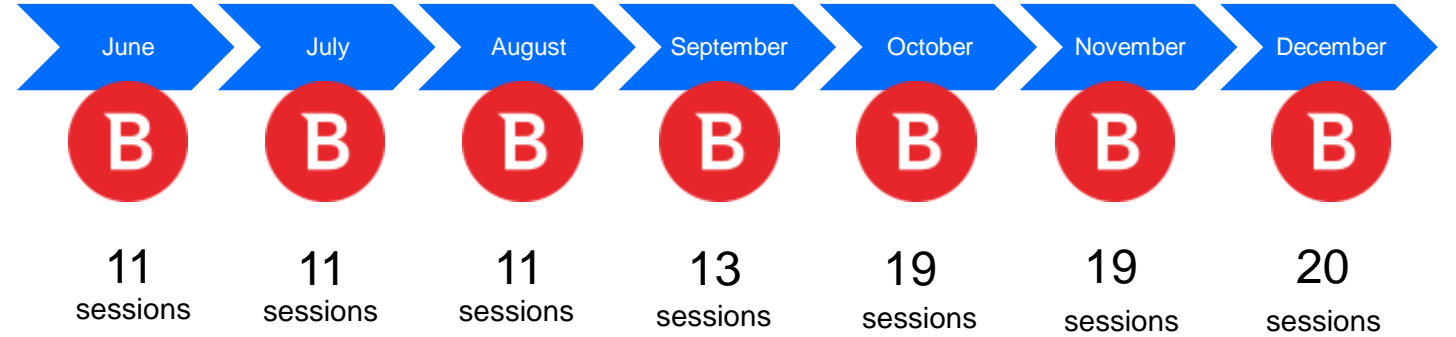 June July August September October November December
B B B B B B B
11 11 11 13 19 19 20
sessions sessions sessions sessions sessions sessions sessions